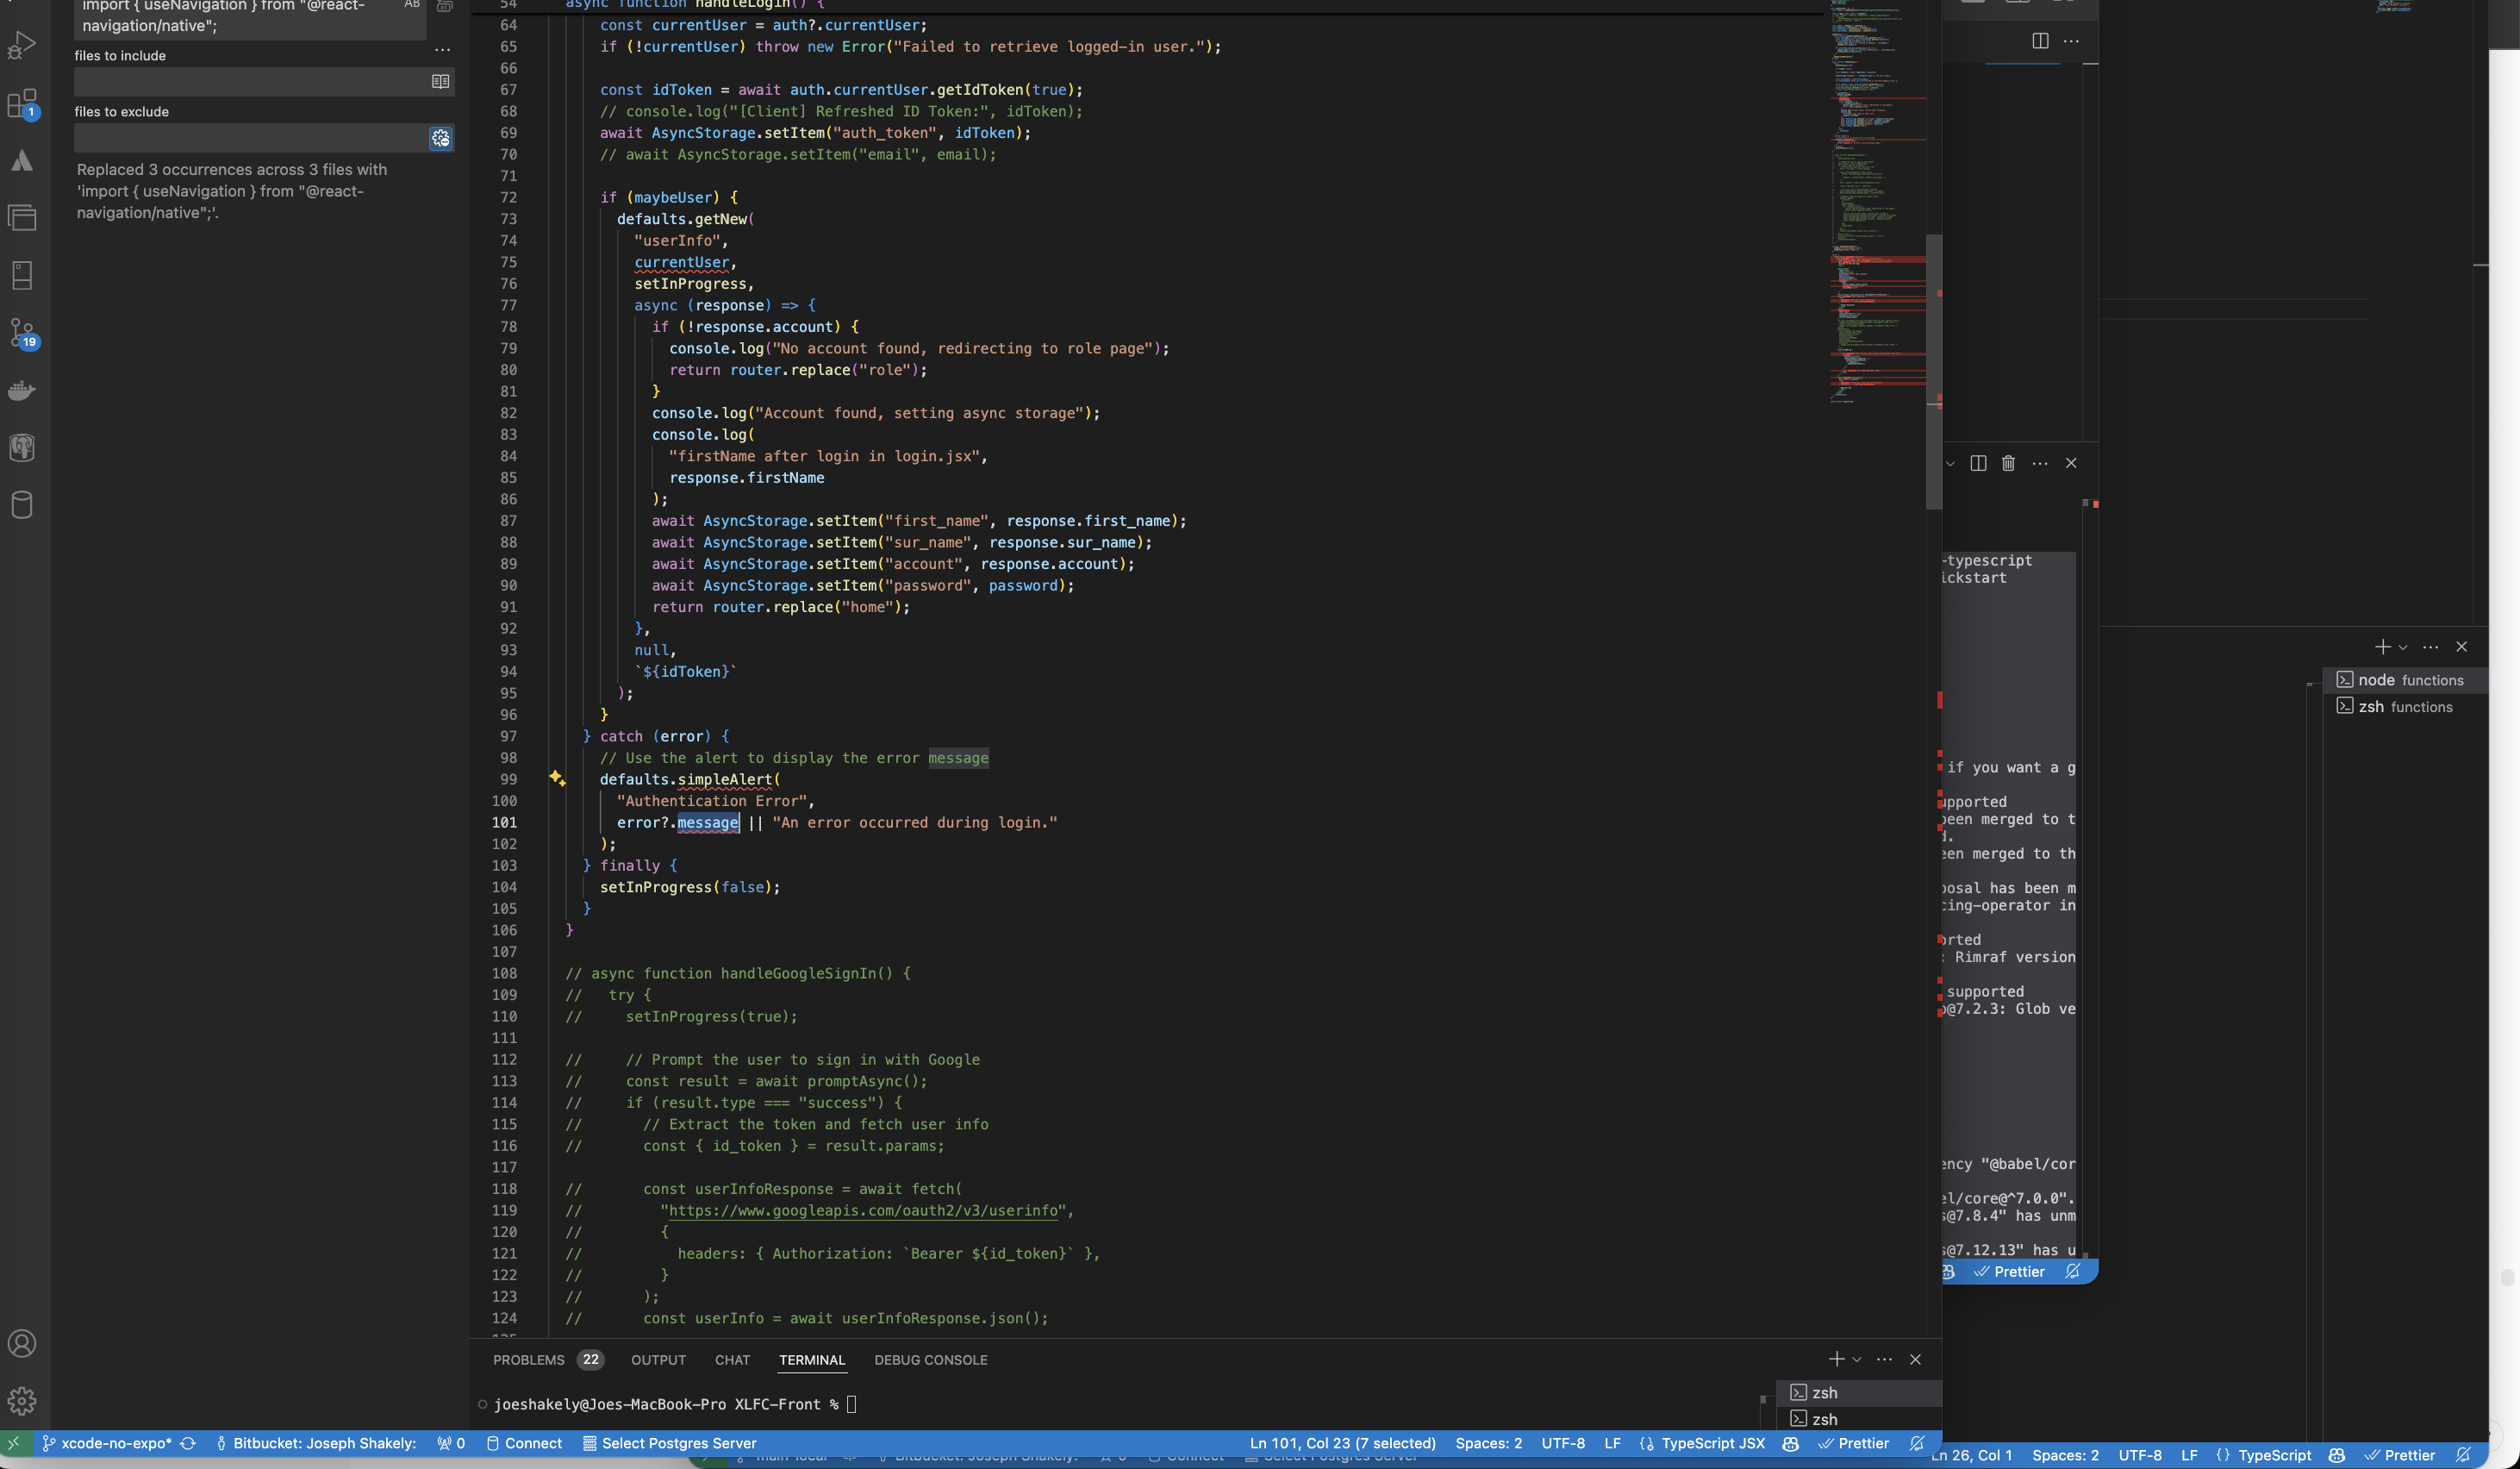 import { useNavigation } from "@react-
navigation/native";
AB
files to include
files to exclude
Replaced 3 occurrences across 3 files with
'import { useNavigation } from "@react-
navigation/native";'.
1
19
54 async function handleLogin() {
64 const currentUser = auth?.currentUser;
65 if (!currentUser) throw new Error("Failed to retrieve logged-in user.");
66
67 const idToken = await auth.currentUser.getIdToken(true);
68 // console.log("[Client] Refreshed ID Token:", idToken);
69 await AsyncStorage.setItem("auth_token", idToken);
70 // await AsyncStorage.setItem("email", email);
71
72 if (maybeUser) {
73 defaults.getNew(
74 "userInfo",
75 currentUser,
76 setInProgress,
77 async (response) => {
78 if (!response.account) {
79 console.log("No account found, redirecting to role page");
80 return router.replace("role");
81 }
82 console.log("Account found, setting async storage");
83 console.log(
84 "firstName after login in login.jsx",
85 response.firstName
86 );
87 await AsyncStorage.setItem("first_name", response.first_name);
88 await AsyncStorage.setItem("sur_name", response.sur_name);
89 await AsyncStorage.setItem("account", response.account);
90 await AsyncStorage.setItem("password", password);
91 return router.replace("home");
92 },
93 null,
94 `${idToken}`
95 );
96 }
97 } catch (error) {
98 // Use the alert to display the error message
99 defaults.simpleAlert(
100 "Authentication Error",
101 error?.message || "An error occurred during login."
102 );
103 } finally {
104 setInProgress(false);
105 }
106 }
107
108 // async function handleGoogleSignIn() {
109 // try {
110 // setInProgress(true);
111
112 // // Prompt the user to sign in with Google
113 // const result = await promptAsync();
114 // if (result.type === "success") {
115 // // Extract the token and fetch user info
116 // const { id_token } = result.params;
117
118 // const userInfoResponse = await fetch(
119 // "https://www.googleapis.com/oauth2/v3/userinfo",
120 // {
121 // headers: { Authorization: `Bearer ${id_token}` },
122 // }
123 // );
124 // const userInfo = await userInfoResponse.json();
PROBLEMS 22 OUTPUT CHAT TERMINAL DEBUG CONSOLE
joeshakely@Joes-MacBook-Pro XLFC-Front %
zsh
zsh
xcode-no-expo* Bitbucket: Joseph Shakely: 0 Connect Select Postgres Server Ln 101, Col 23 (7 selected) Spaces: 2 UTF-8 LF TypeScript JSX Prettier
-typescript
ickstart
if you want a g
upported
been merged to t
d.
een merged to th
posal has been m
cing-operator in
orted
: Rimraf version
supported
@7.2.3: Glob ve
ency "@babel/cor
el/core@^7.0.0".
s@7.8.4" has unm
s@7.12.13" has u
Prettier
node functions
zsh functions
Ln 26, Col 1 Spaces: 2 UTF-8 LF {} TypeScript Prettier